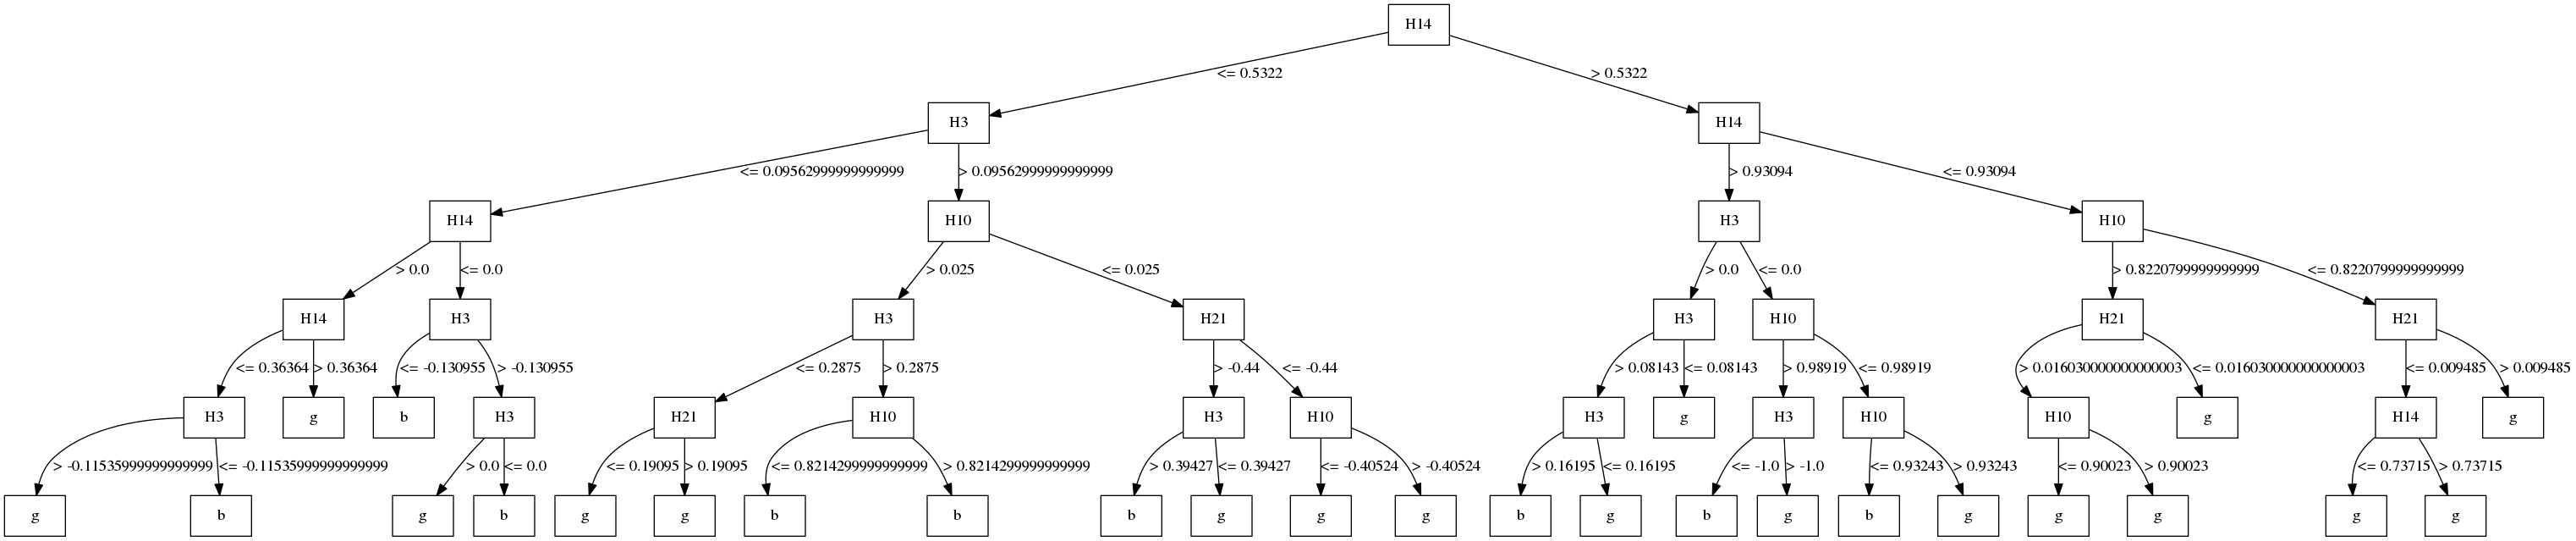 H14
<= 0.5322
> 0.5322
H3
H14
<= 0.09562999999999999
> 0.09562999999999999
> 0.93094
<= 0.93094
H14
H10
H3
H10
> 0.0
<= 0.0
> 0.025
<= 0.025
> 0.0
<= 0.0
> 0.8220799999999999
<= 0.8220799999999999
H14
H3
H3
H21
H3
H10
H21
H21
<= 0.36364
> 0.36364
<= -0.130955
> -0.130955
<= 0.2875
> 0.2875
> -0.44
<= -0.44
> 0.08143
<= 0.08143
> 0.98919
<= 0.98919
> 0.016030000000000003
<= 0.016030000000000003
<= 0.009485
> 0.009485
H3
g
b
H3
H21
H10
H3
H10
H3
g
H3
H10
H10
g
H14
g
> -0.11535999999999999
<= -0.11535999999999999
> 0.0
<= 0.0
<= 0.19095
> 0.19095
<= 0.8214299999999999
> 0.8214299999999999
> 0.39427
<= 0.39427
<= -0.40524
> -0.40524
> 0.16195
<= 0.16195
<= -1.0
> -1.0
<= 0.93243
> 0.93243
<= 0.90023
> 0.90023
<= 0.73715
> 0.73715
g
b
g
b
g
g
b
b
b
g
g
g
b
g
b
g
b
g
g
g
g
g